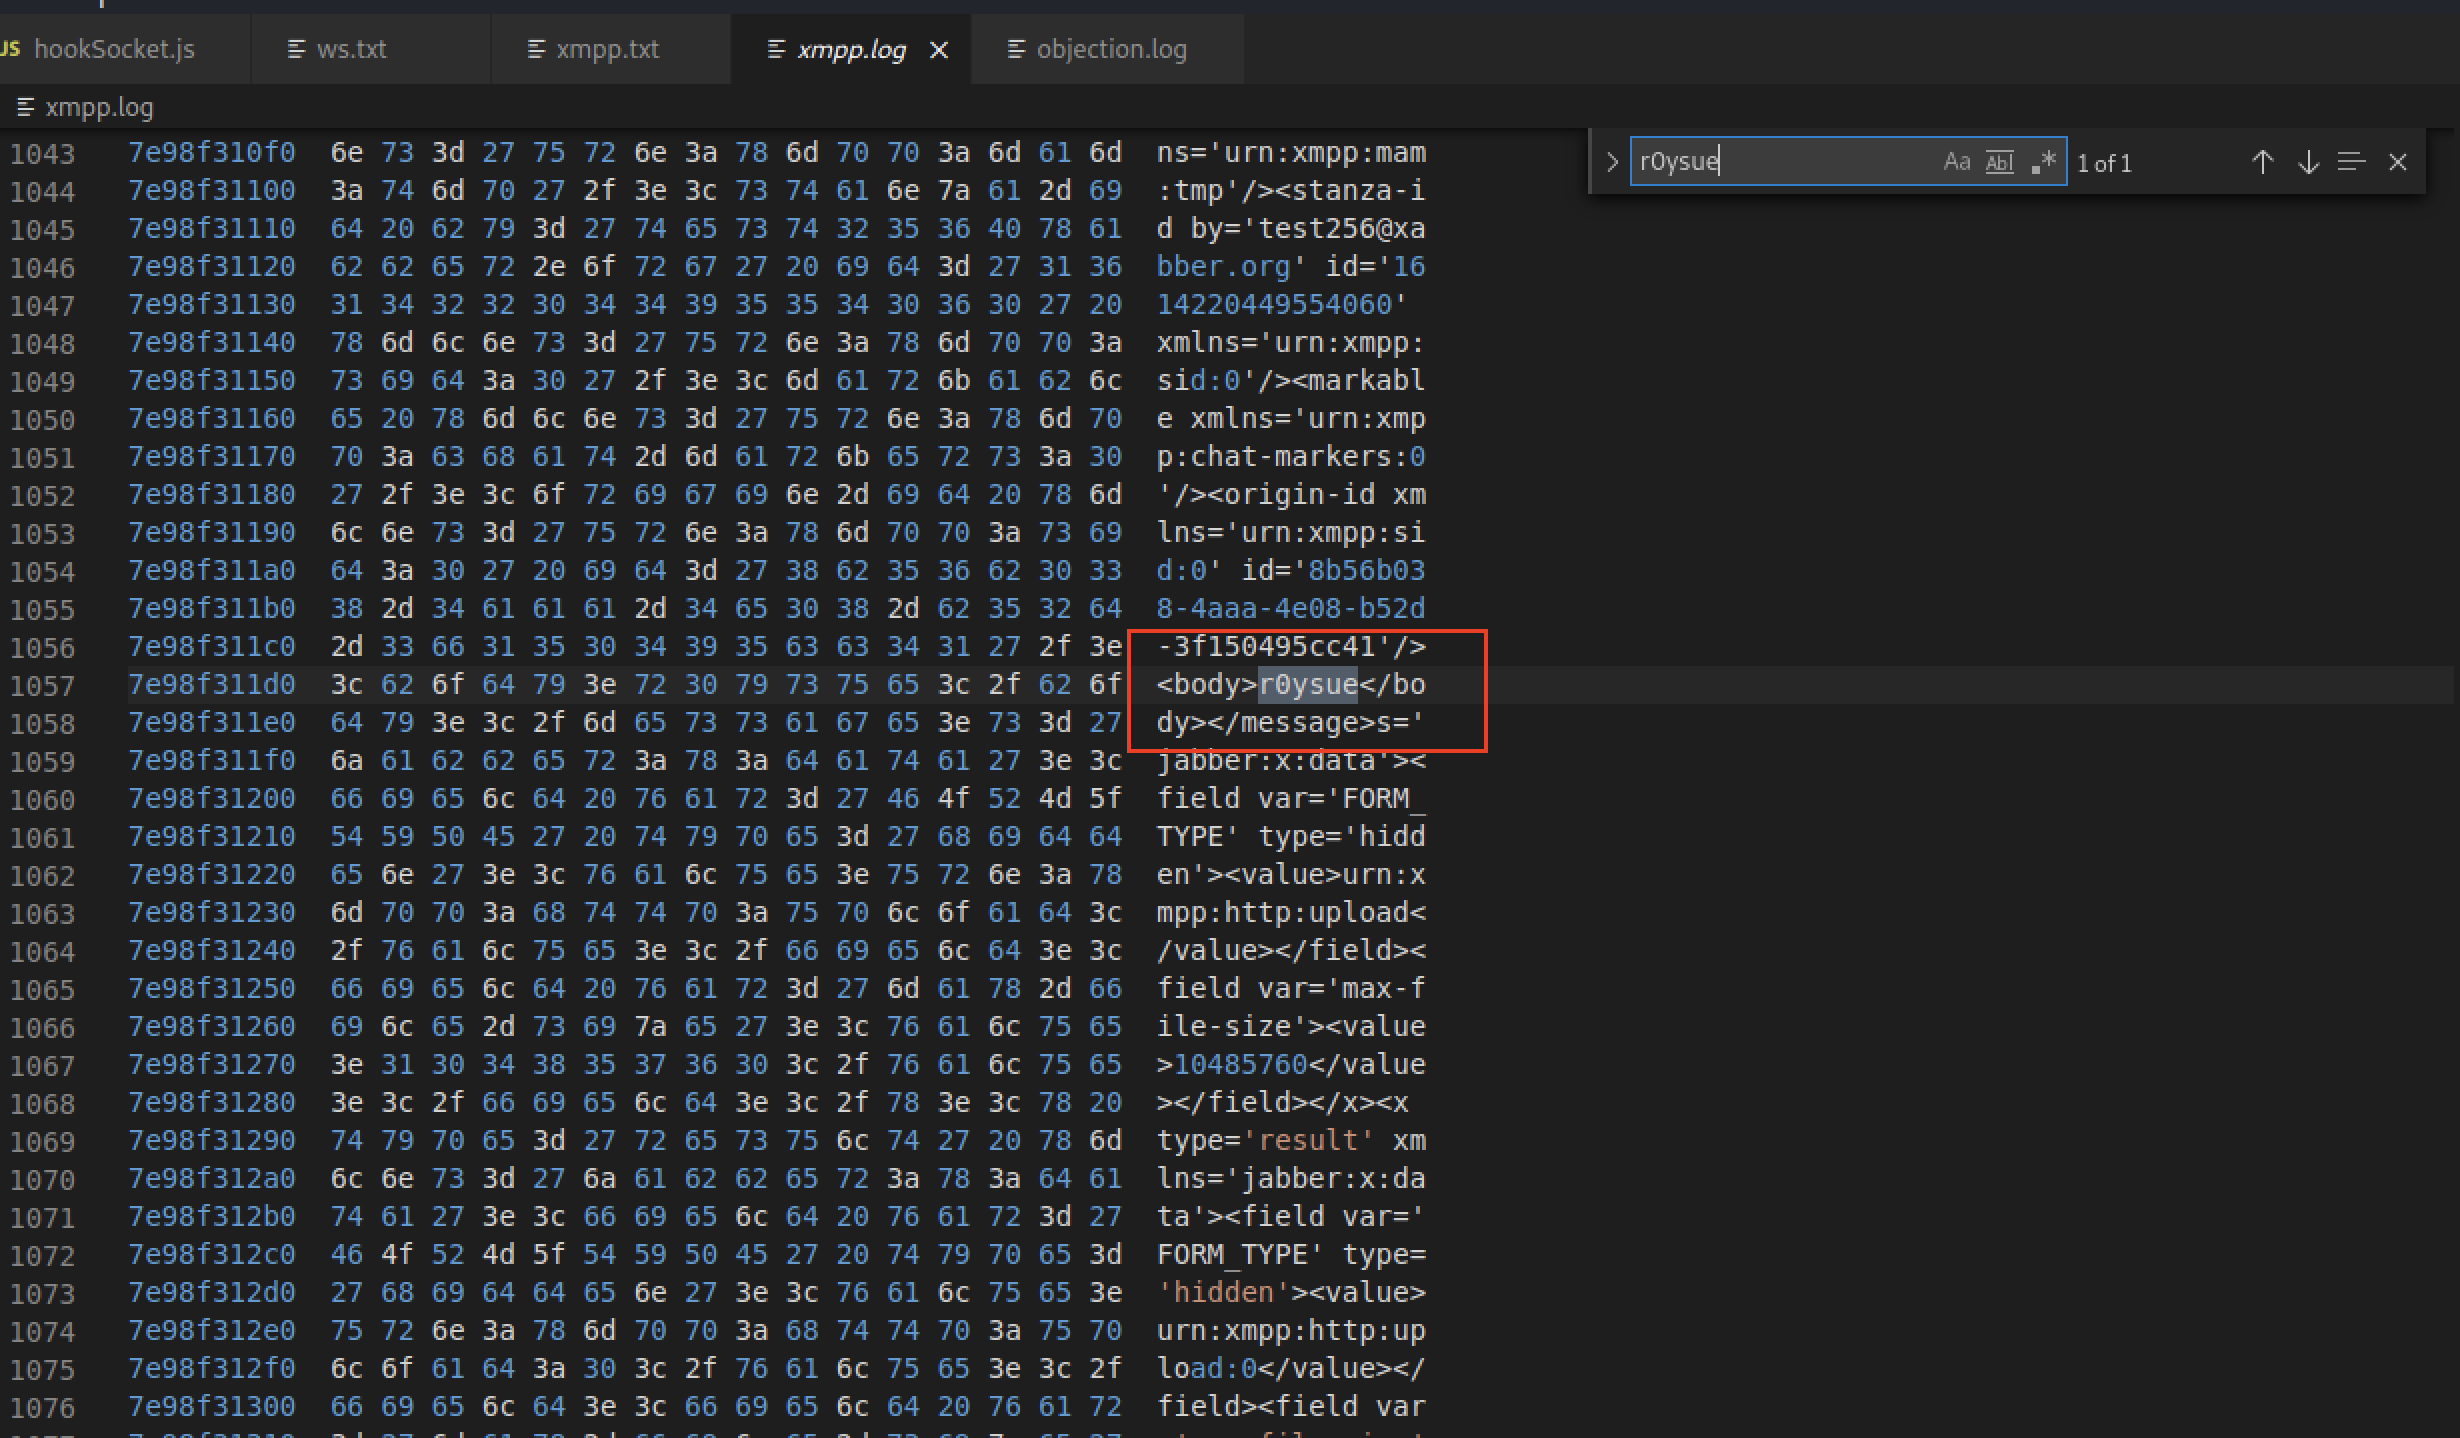 JS hookSocket.js ws.txt xmpp.txt xmpp.log × objection.log
xmpp.log
r0ysue Aa Abl .* 1 of 1
1043 7e98f310f0 6e 73 3d 27 75 72 6e 3a 78 6d 70 70 3a 6d 61 6d ns='urn:xmpp:mam
1044 7e98f31100 3a 74 6d 70 27 2f 3e 3c 73 74 61 6e 7a 61 2d 69 :tmp'/><stanza-i
1045 7e98f31110 64 20 62 79 3d 27 74 65 73 74 32 35 36 40 78 61 d by='test256@xa
1046 7e98f31120 62 62 65 72 2e 6f 72 67 27 20 69 64 3d 27 31 36 bber.org' id='16
1047 7e98f31130 31 34 32 32 30 34 34 39 35 35 34 30 36 30 27 20 14220449554060'
1048 7e98f31140 78 6d 6c 6e 73 3d 27 75 72 6e 3a 78 6d 70 70 3a xmlns='urn:xmpp:
1049 7e98f31150 73 69 64 3a 30 27 2f 3e 3c 6d 61 72 6b 61 62 6c sid:0'/><markabl
1050 7e98f31160 65 20 78 6d 6c 6e 73 3d 27 75 72 6e 3a 78 6d 70 e xmlns='urn:xmp
1051 7e98f31170 70 3a 63 68 61 74 2d 6d 61 72 6b 65 72 73 3a 30 p:chat-markers:0
1052 7e98f31180 27 2f 3e 3c 6f 72 69 67 69 6e 2d 69 64 20 78 6d '/><origin-id xm
1053 7e98f31190 6c 6e 73 3d 27 75 72 6e 3a 78 6d 70 70 3a 73 69 lns='urn:xmpp:si
1054 7e98f311a0 64 3a 30 27 20 69 64 3d 27 38 62 35 36 62 30 33 d:0' id='8b56b03
1055 7e98f311b0 38 2d 34 61 61 61 2d 34 65 30 38 2d 62 35 32 64 8-4aaa-4e08-b52d
1056 7e98f311c0 2d 33 66 31 35 30 34 39 35 63 63 34 31 27 2f 3e -3f150495cc41'/>
1057 7e98f311d0 3c 62 6f 64 79 3e 72 30 79 73 75 65 3c 2f 62 6f <body>r0ysue</bo
1058 7e98f311e0 64 79 3e 3c 2f 6d 65 73 73 61 67 65 3e 73 3d 27 dy></message>s='
1059 7e98f311f0 6a 61 62 62 65 72 3a 78 3a 64 61 74 61 27 3e 3c jabber:x:data'><
1060 7e98f31200 66 69 65 6c 64 20 76 61 72 3d 27 46 4f 52 4d 5f field var='FORM_
1061 7e98f31210 54 59 50 45 27 20 74 79 70 65 3d 27 68 69 64 64 TYPE' type='hidd
1062 7e98f31220 65 6e 27 3e 3c 76 61 6c 75 65 3e 75 72 6e 3a 78 en'><value>urn:x
1063 7e98f31230 6d 70 70 3a 68 74 74 70 3a 75 70 6c 6f 61 64 3c mpp:http:upload<
1064 7e98f31240 2f 76 61 6c 75 65 3e 3c 2f 66 69 65 6c 64 3e 3c /value></field><
1065 7e98f31250 66 69 65 6c 64 20 76 61 72 3d 27 6d 61 78 2d 66 field var='max-f
1066 7e98f31260 69 6c 65 2d 73 69 7a 65 27 3e 3c 76 61 6c 75 65 ile-size'><value
1067 7e98f31270 3e 31 30 34 38 35 37 36 30 3c 2f 76 61 6c 75 65 >10485760</value
1068 7e98f31280 3e 3c 2f 66 69 65 6c 64 3e 3c 2f 78 3e 3c 78 20 ></field></x><x
1069 7e98f31290 74 79 70 65 3d 27 72 65 73 75 6c 74 27 20 78 6d type='result' xm
1070 7e98f312a0 6c 6e 73 3d 27 6a 61 62 62 65 72 3a 78 3a 64 61 lns='jabber:x:da
1071 7e98f312b0 74 61 27 3e 3c 66 69 65 6c 64 20 76 61 72 3d 27 ta'><field var='
1072 7e98f312c0 46 4f 52 4d 5f 54 59 50 45 27 20 74 79 70 65 3d FORM_TYPE' type=
1073 7e98f312d0 27 68 69 64 64 65 6e 27 3e 3c 76 61 6c 75 65 3e 'hidden'><value>
1074 7e98f312e0 75 72 6e 3a 78 6d 70 70 3a 68 74 74 70 3a 75 70 urn:xmpp:http:up
1075 7e98f312f0 6c 6f 61 64 3a 30 3c 2f 76 61 6c 75 65 3e 3c 2f load:0</value></
1076 7e98f31300 66 69 65 6c 64 3e 3c 66 69 65 6c 64 20 76 61 72 field><field var